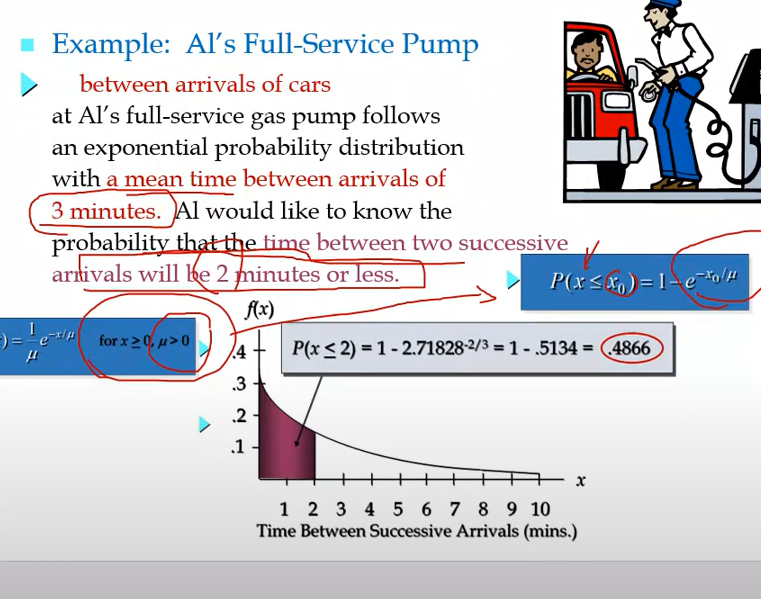 Example: Al's Full-Service Pump
between arrivals of cars
at Al's full-service gas pump follows
an exponential probability distribution
with a mean time between arrivals of
3 minutes. Al would like to know the
probability that the time between two successive
arrivals will be 2 minutes or less.
P(x ≤ x₀) = 1 − e^−x₀/μ
) = 1/μ e^−x/μ for x ≥ 0, μ > 0
f(x)
P(x ≤ 2) = 1 - 2.71828^-2/3 = 1 - .5134 = .4866
.4
.3
.2
.1
x
1 2 3 4 5 6 7 8 9 10
Time Between Successive Arrivals (mins.)